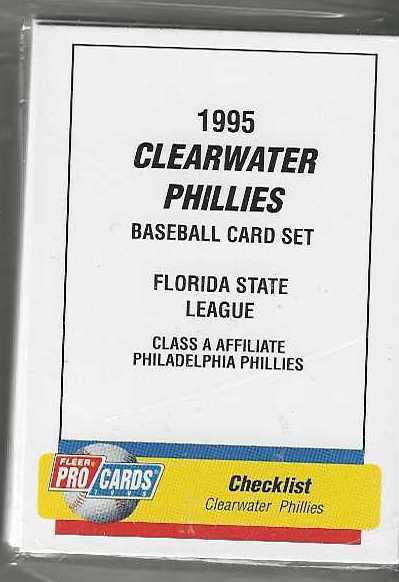 1995
CLEARWATER
PHILLIES
BASEBALL CARD SET
FLORIDA STATE
LEAGUE
CLASS A AFFILIATE
PHILADELPHIA PHILLIES
FLEER®
PRO CARDS®
1995
Checklist
Clearwater Phillies